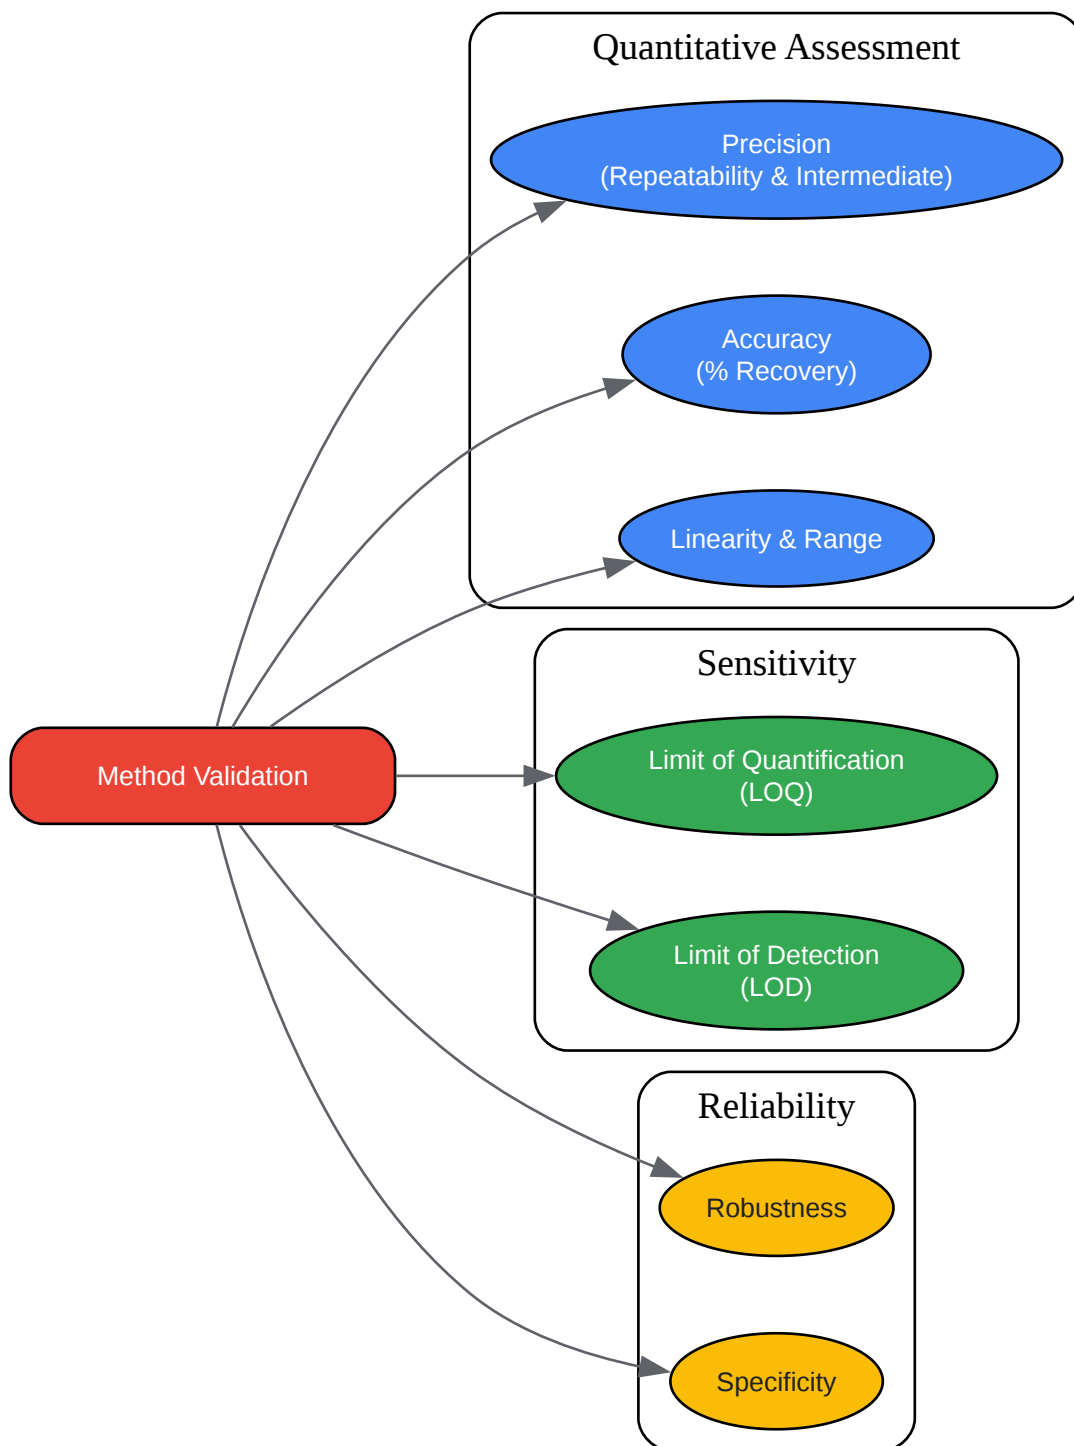 Quantitative Assessment
Precision
(Repeatability & Intermediate)
Accuracy
(% Recovery)
Linearity & Range
Sensitivity
Method Validation
Limit of Quantification
(LOQ)
Limit of Detection
(LOD)
Reliability
Robustness
Specificity